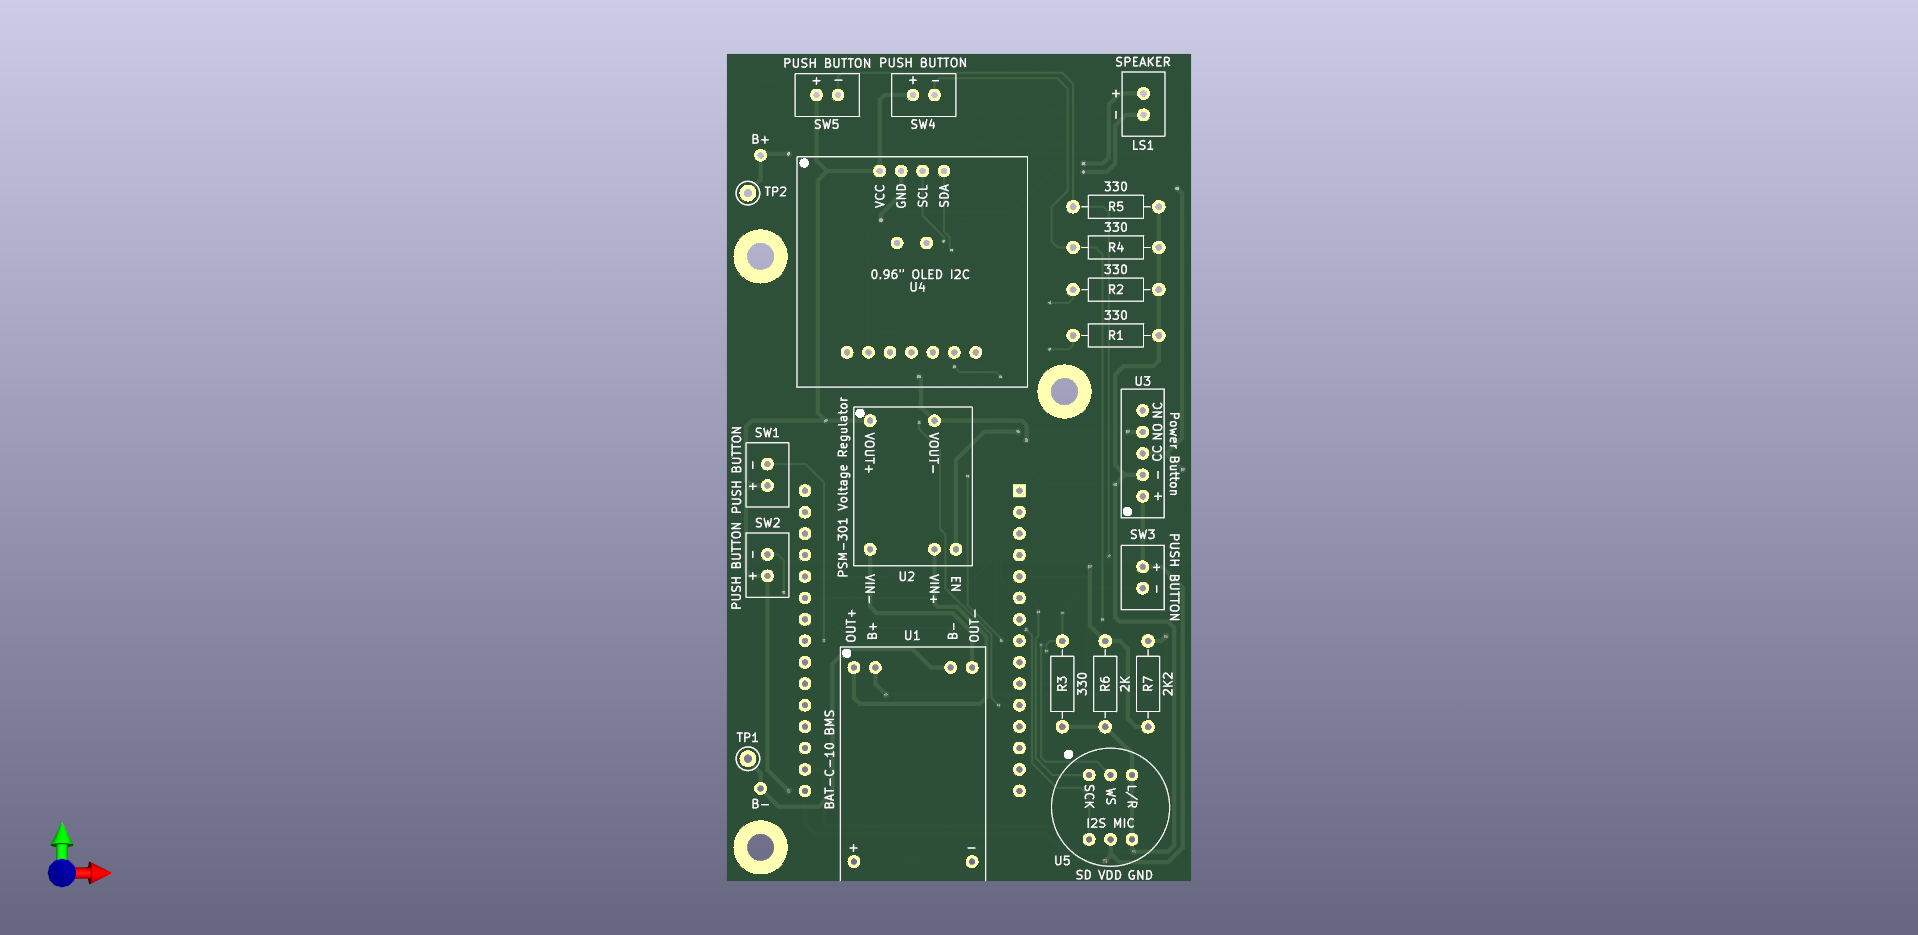 PUSH BUTTON PUSH BUTTON
SPEAKER
+ −
+ −
+
−
SW5
SW4
LS1
B+
TP2
VCC
GND
SCL
SDA
0.96" OLED I2C
U4
330
R5
330
R4
330
R2
330
R1
U3
NC
NO
CC
−
+
Power Button
PUSH BUTTON
SW1
−
+
PUSH BUTTON
SW2
−
+
PSM-301 Voltage Regulator
VOUT+
VOUT-
U2
VIN-
VIN+
EN
SW3
+
−
PUSH BUTTON
OUT+
B+
U1
B-
OUT-
BAT-C-10 BMS
+
−
R3
330
R6
2K
R7
2K2
TP1
B-
SCK
WS
L/R
I2S MIC
U5
SD VDD GND